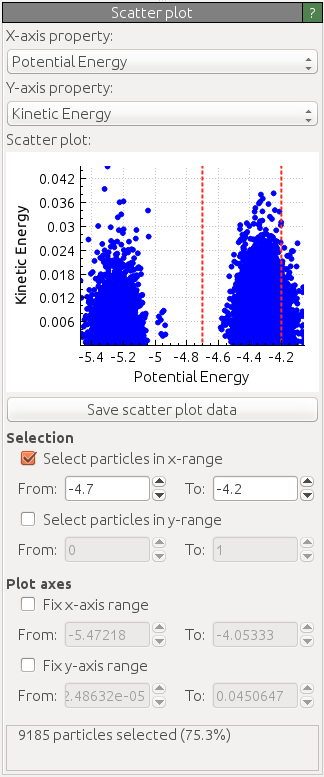 Scatter plot ?
X-axis property:
Potential Energy
Y-axis property:
Kinetic Energy
Scatter plot:
0.042
0.036
0.03
0.024
0.018
0.012
0.006
Kinetic Energy
-5.4 -5.2 -5 -4.8 -4.6 -4.4 -4.2
Potential Energy
Save scatter plot data
Selection
Select particles in x-range
From: -4.7 To: -4.2
Select particles in y-range
From: 0 To: 1
Plot axes
Fix x-axis range
From: -5.47218 To: -4.05333
Fix y-axis range
From: 2.48632e-05 To: 0.0450647
9185 particles selected (75.3%)